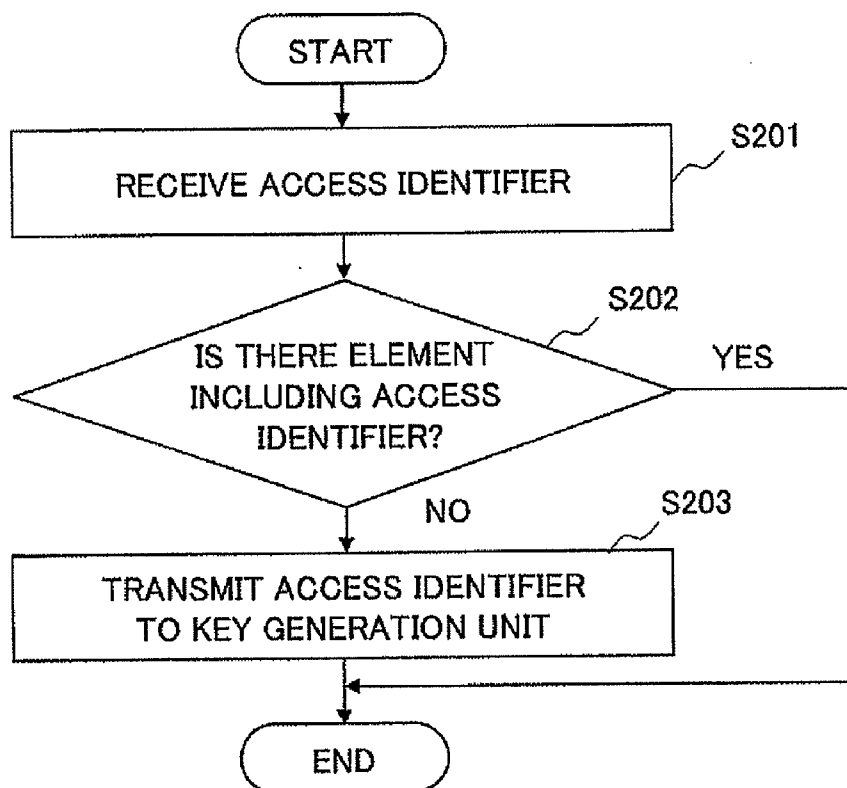 START
S201
RECEIVE ACCESS IDENTIFIER
S202
IS THERE ELEMENT
INCLUDING ACCESS
IDENTIFIER?
YES
NO
S203
TRANSMIT ACCESS IDENTIFIER
TO KEY GENERATION UNIT
END